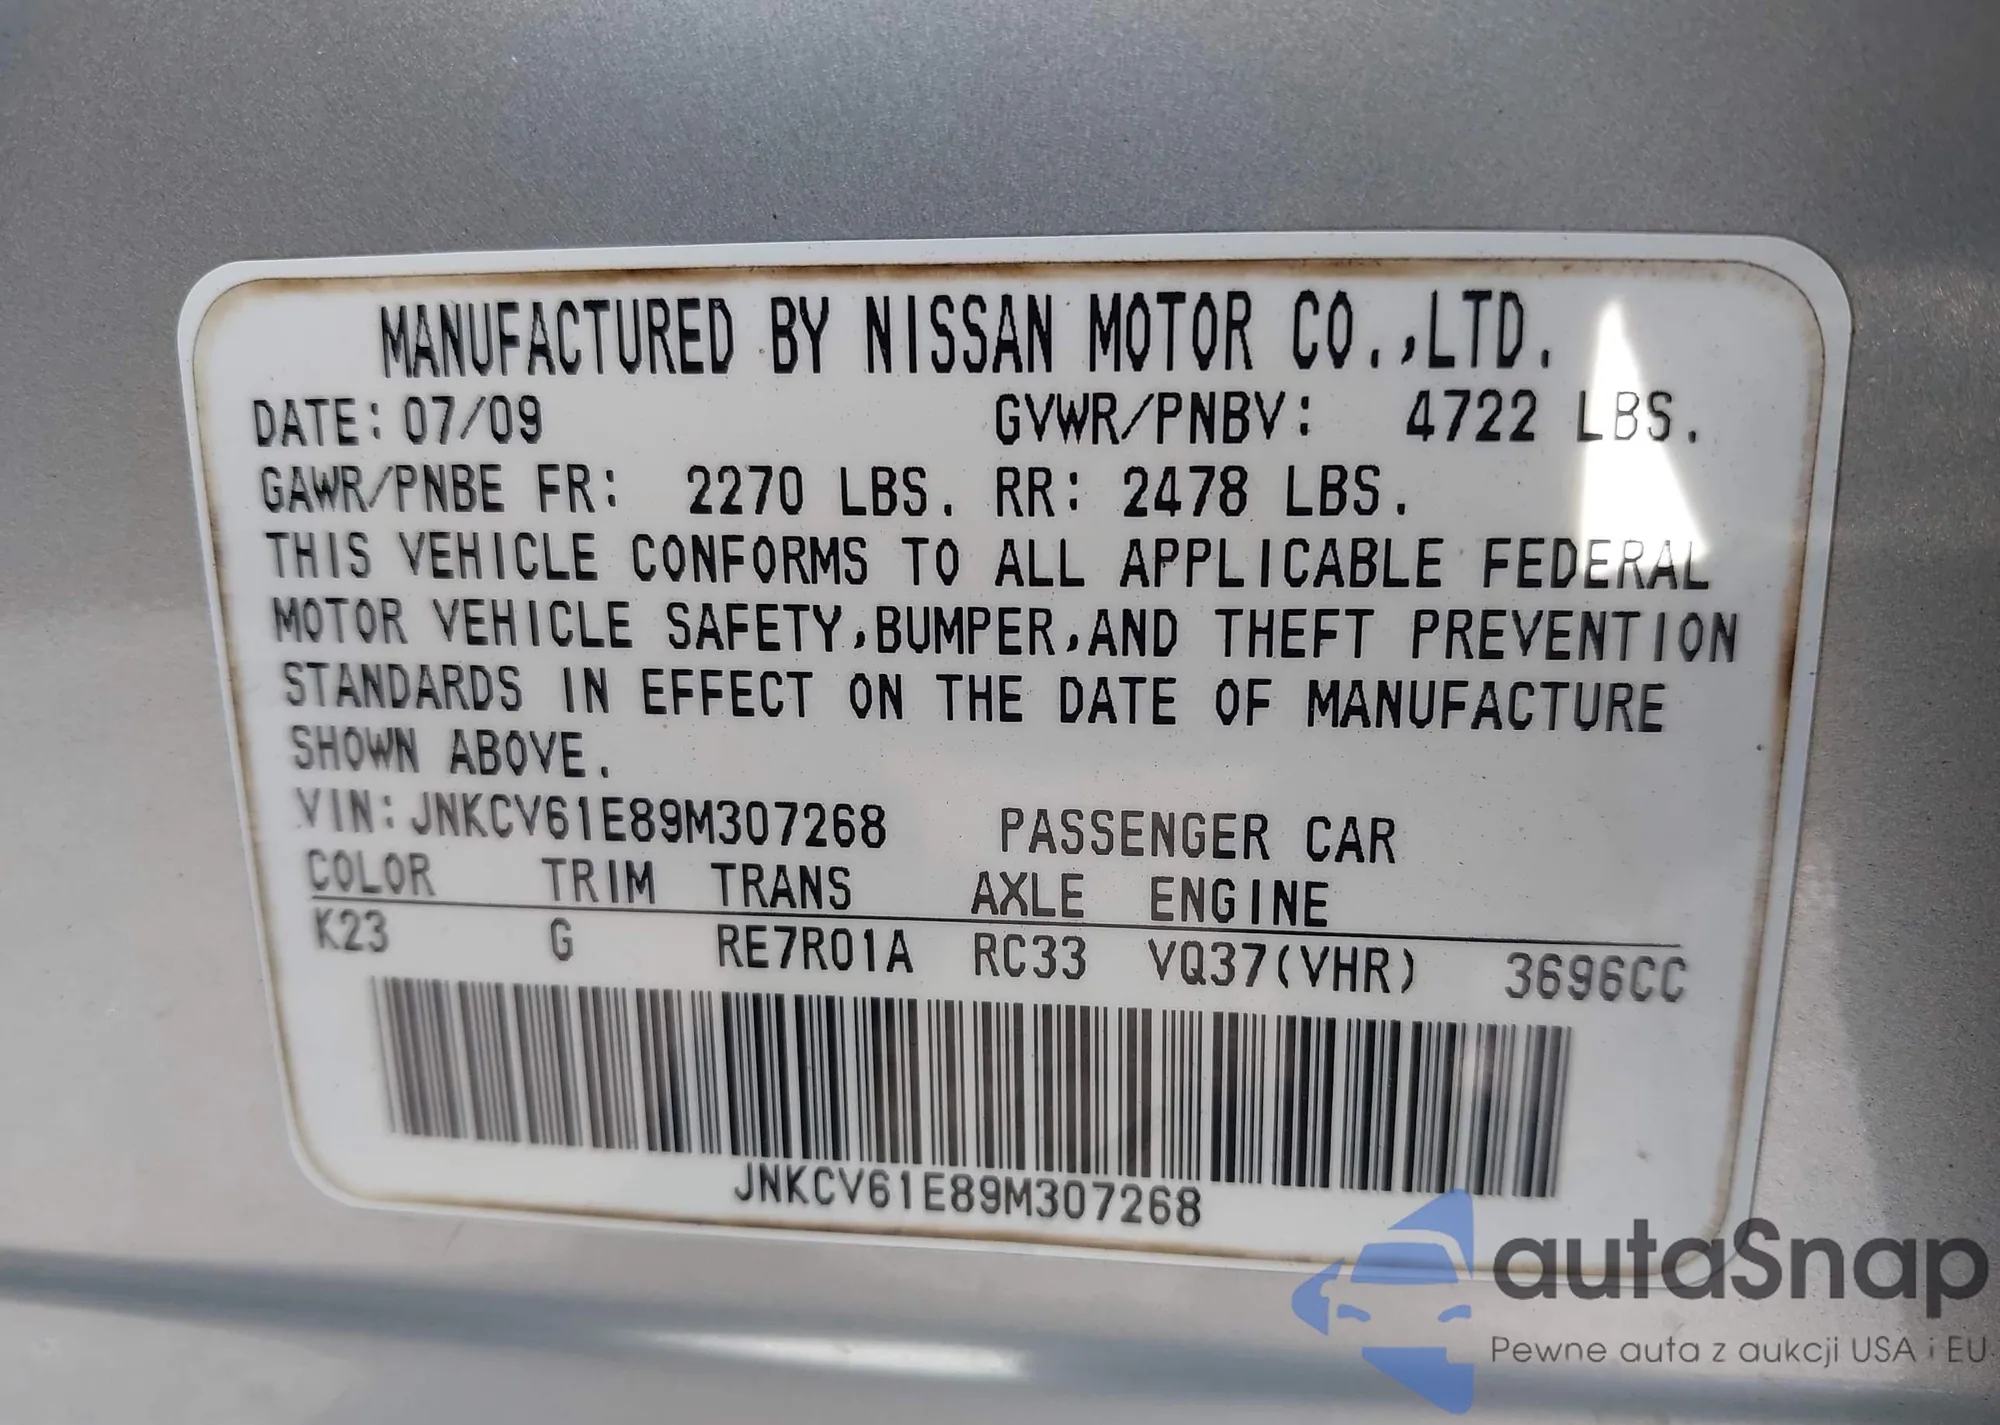 MANUFACTURED BY NISSAN MOTOR CO.,LTD.
DATE: 07/09 GVWR/PNBV: 4722 LBS.
GAWR/PNBE FR: 2270 LBS. RR: 2478 LBS.
THIS VEHICLE CONFORMS TO ALL APPLICABLE FEDERAL
MOTOR VEHICLE SAFETY,BUMPER,AND THEFT PREVENTION
STANDARDS IN EFFECT ON THE DATE OF MANUFACTURE
SHOWN ABOVE.
VIN: JNKCV61E89M307268 PASSENGER CAR
COLOR TRIM TRANS AXLE ENGINE
K23 G RE7R01A RC33 VQ37(VHR) 3696CC
JNKCV61E89M307268
autaSnap
Pewne auta z aukcji USA i EU